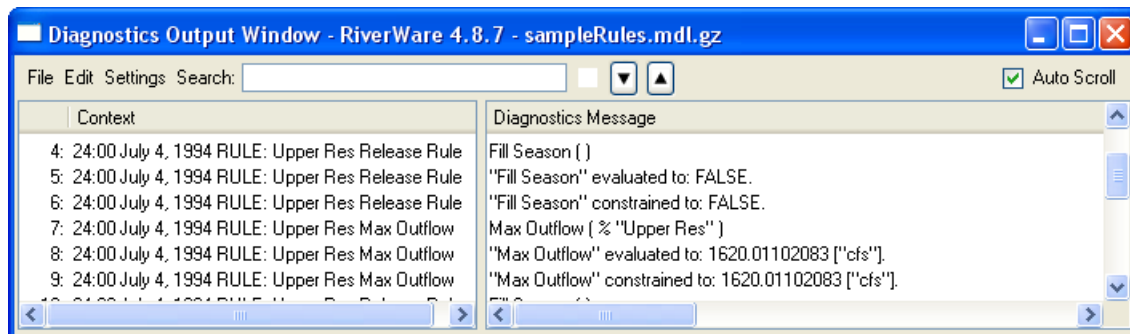 Diagnostics Output Window - RiverWare 4.8.7 - sampleRules.mdl.gz
File Edit Settings Search: Auto Scroll
Context Diagnostics Message
4: 24:00 July 4, 1994 RULE: Upper Res Release Rule Fill Season ( )
5: 24:00 July 4, 1994 RULE: Upper Res Release Rule "Fill Season" evaluated to: FALSE.
6: 24:00 July 4, 1994 RULE: Upper Res Release Rule "Fill Season" constrained to: FALSE.
7: 24:00 July 4, 1994 RULE: Upper Res Max Outflow Max Outflow ( % "Upper Res" )
8: 24:00 July 4, 1994 RULE: Upper Res Max Outflow "Max Outflow" evaluated to: 1620.01102083 ["cfs"].
9: 24:00 July 4, 1994 RULE: Upper Res Max Outflow "Max Outflow" constrained to: 1620.01102083 ["cfs"].